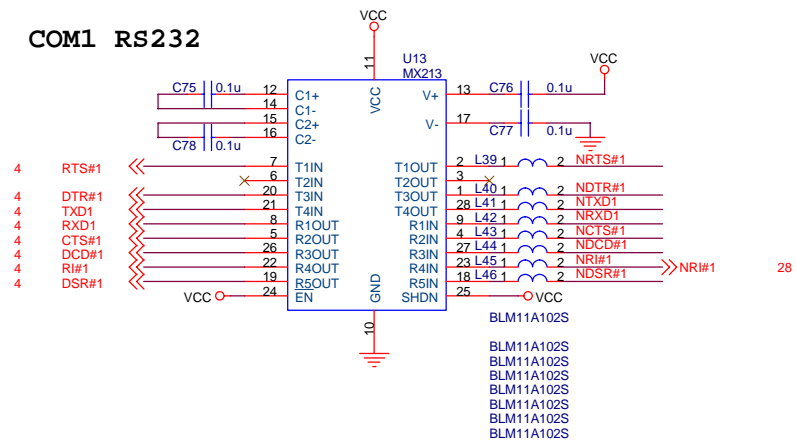 COM1 RS232
VCC
VCC
U13
MX213
11
VCC
C75 0.1u 12 C1+ V+ 13 C76 0.1u
14 C1-
15 C2+ V- 17 C77 0.1u
C78 0.1u 16 C2-
4 RTS#1 7 T1IN T1OUT 2 L39 1 2 NRTS#1
6 T2IN T2OUT 3
4 DTR#1 20 T3IN T3OUT 1 L40 1 2 NDTR#1
4 TXD1 21 T4IN T4OUT 28 L41 1 2 NTXD1
4 RXD1 8 R1OUT R1IN 9 L42 1 2 NRXD1
4 CTS#1 5 R2OUT R2IN 4 L43 1 2 NCTS#1
4 DCD#1 26 R3OUT R3IN 27 L44 1 2 NDCD#1
4 RI#1 22 R4OUT R4IN 23 L45 1 2 NRI#1 NRI#1 28
4 DSR#1 19 R5OUT R5IN 18 L46 1 2 NDSR#1
VCC 24 EN SHDN 25 VCC
GND
10
BLM11A102S
BLM11A102S
BLM11A102S
BLM11A102S
BLM11A102S
BLM11A102S
BLM11A102S
BLM11A102S